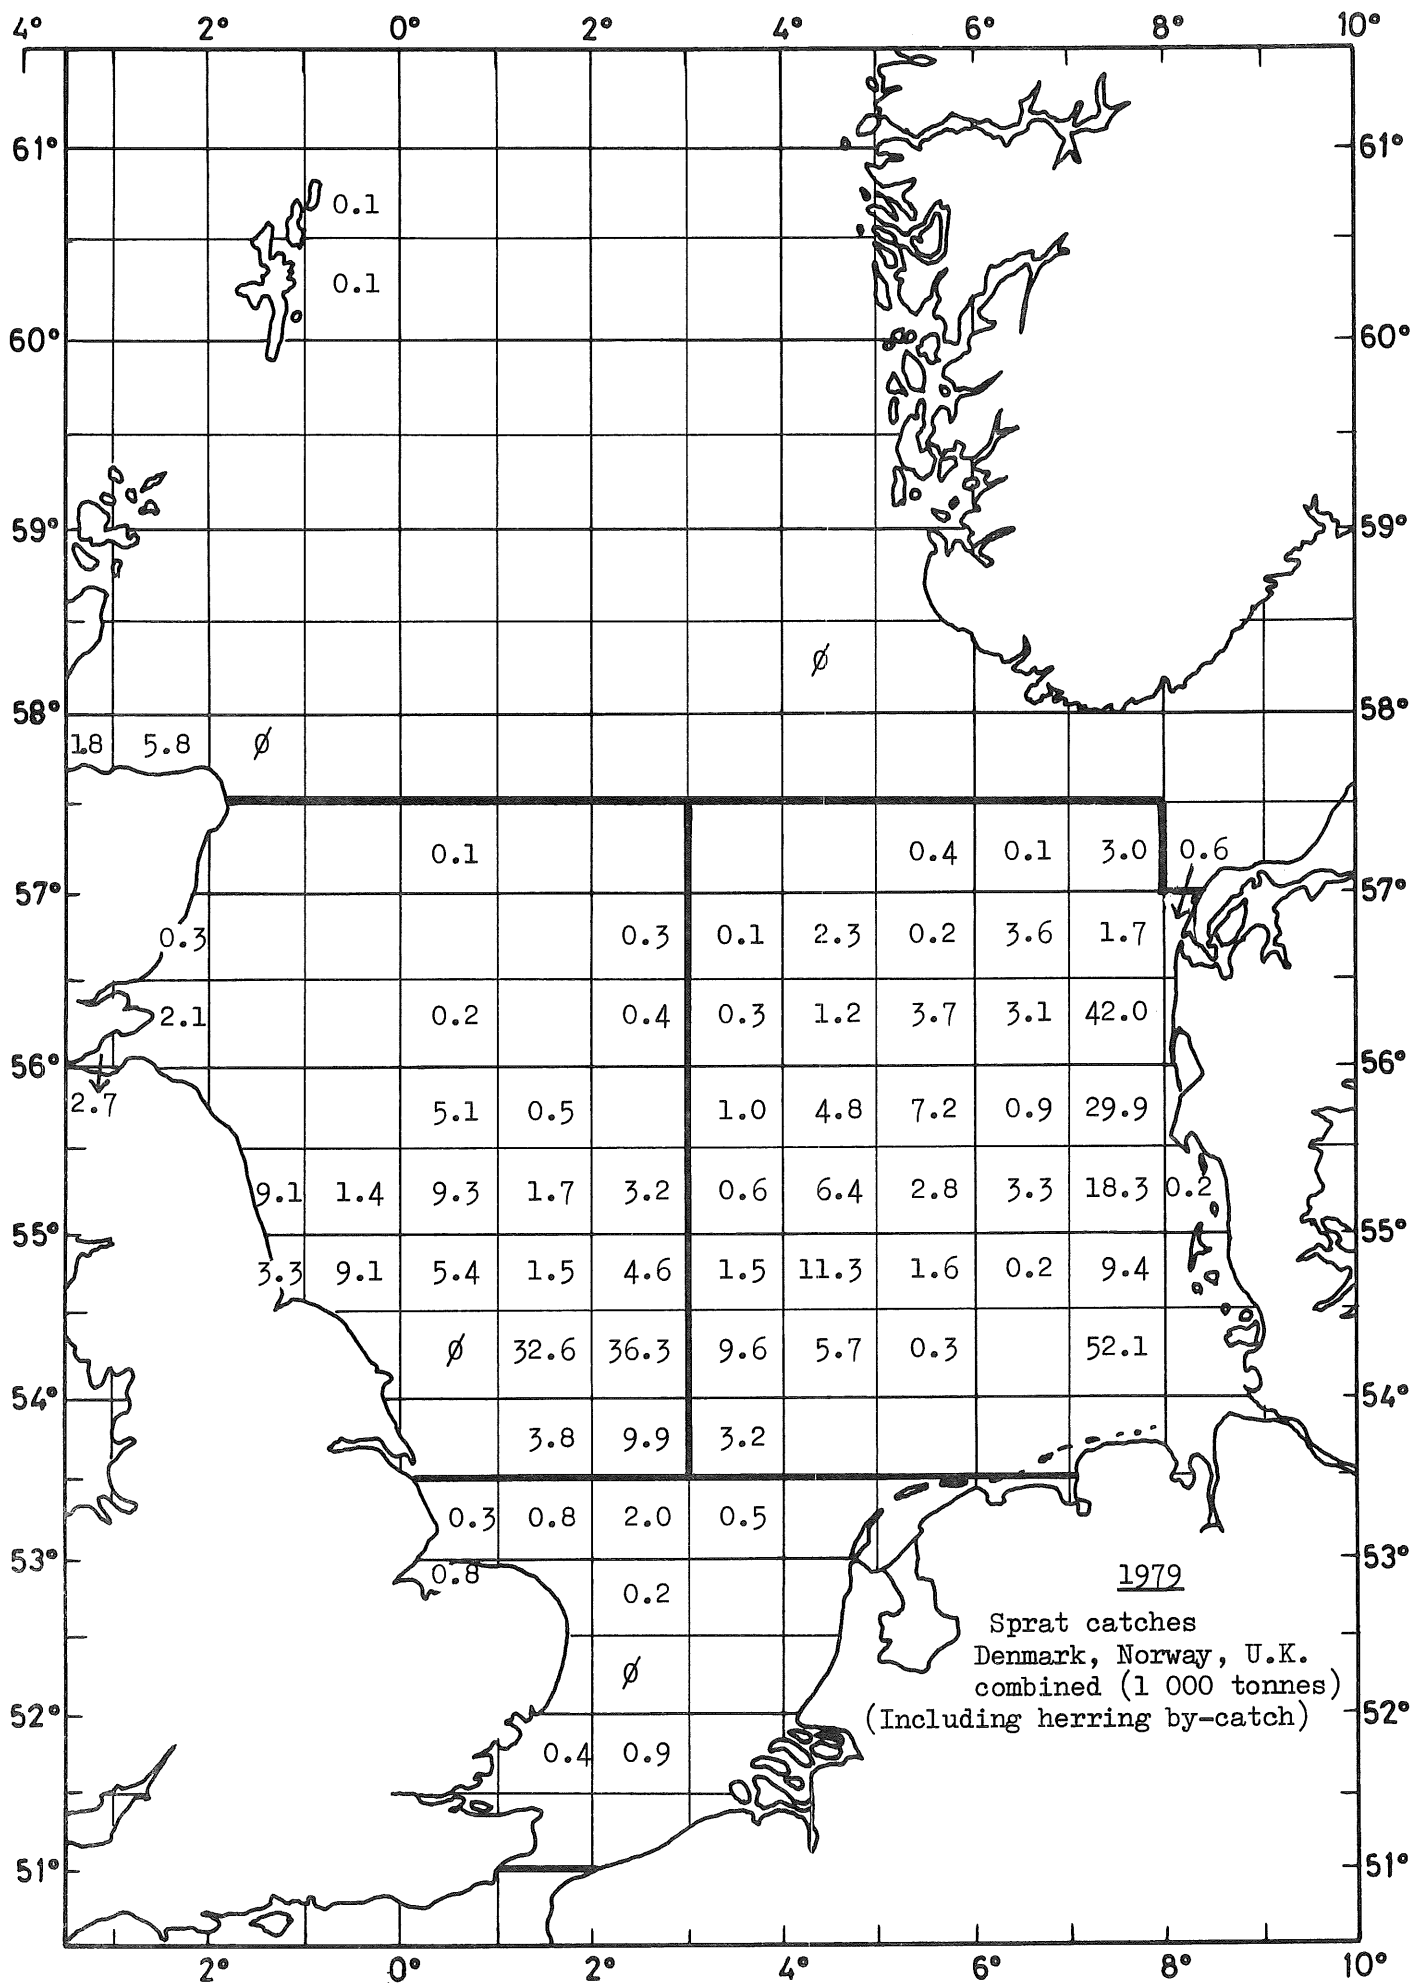 4° 2° 0° 2° 4° 6° 8° 10°
61° 61°
0.1
0.1
60° 60°
59° 59°
ø
58° 58°
1.8 5.8 ø
0.1 0.4 0.1 3.0 0.6
57° 57°
0.3 0.3 0.1 2.3 0.2 3.6 1.7
2.1 0.2 0.4 0.3 1.2 3.7 3.1 42.0
56° 56°
2.7 5.1 0.5 1.0 4.8 7.2 0.9 29.9
9.1 1.4 9.3 1.7 3.2 0.6 6.4 2.8 3.3 18.3 0.2
55° 55°
3.3 9.1 5.4 1.5 4.6 1.5 11.3 1.6 0.2 9.4
ø 32.6 36.3 9.6 5.7 0.3 52.1
54° 54°
3.8 9.9 3.2
0.3 0.8 2.0 0.5
53° 53°
0.8 0.2
ø
52° 52°
0.4 0.9
51° 51°
1979
Sprat catches
Denmark, Norway, U.K.
combined (1 000 tonnes)
(Including herring by-catch)
2° 0° 2° 4° 6° 8° 10°